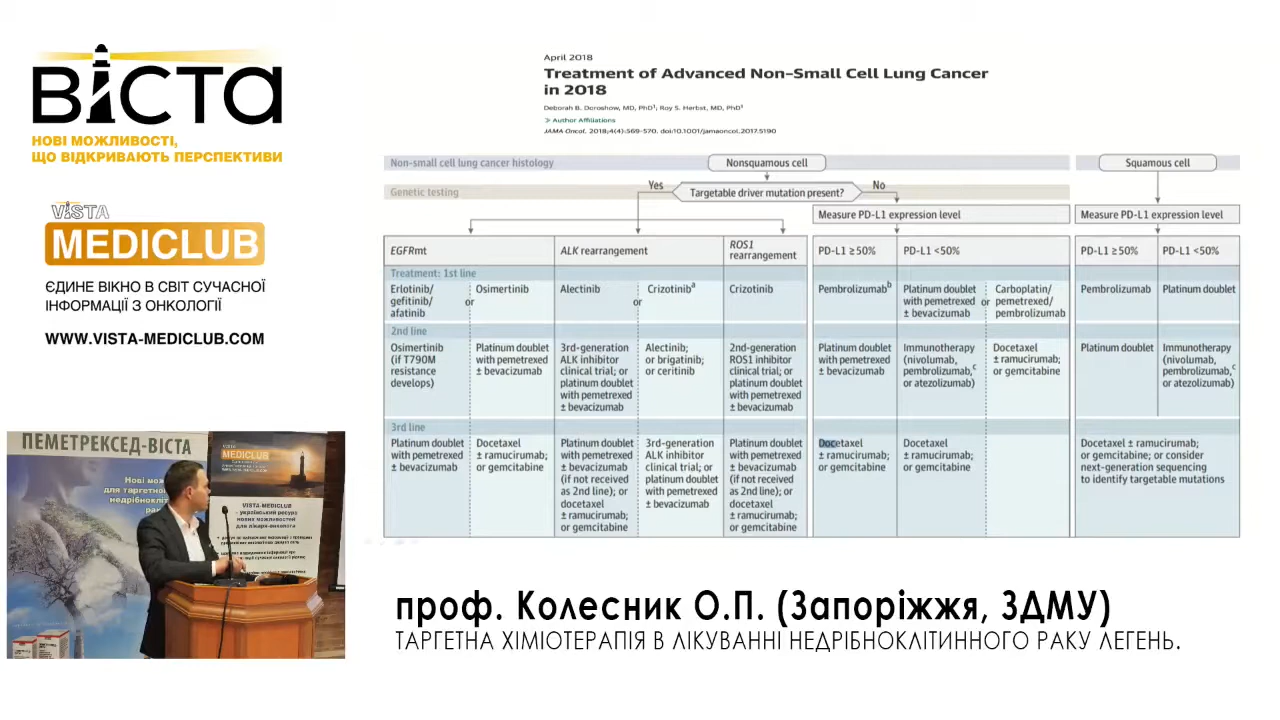 ВІСТА
НОВІ МОЖЛИВОСТІ,
ЩО ВІДКРИВАЮТЬ ПЕРСПЕКТИВИ
VISTA
MEDICLUB
ЄДИНЕ ВІКНО В СВІТ СУЧАСНОЇ
ІНФОРМАЦІЇ З ОНКОЛОГІЇ
WWW.VISTA-MEDICLUB.COM
April 2018
Treatment of Advanced Non–Small Cell Lung Cancer
in 2018
Deborah B. Doroshow, MD, PhD¹; Roy S. Herbst, MD, PhD¹
≫ Author Affiliations
JAMA Oncol. 2018;4(4):569-570. doi:10.1001/jamaoncol.2017.5190
Non-small cell lung cancer histology
Nonsquamous cell
Squamous cell
Genetic testing
Yes
Targetable driver mutation present?
No
Measure PD-L1 expression level
Measure PD-L1 expression level
EGFRmt
ALK rearrangement
ROS1
rearrangement
PD-L1 ≥50%
PD-L1 <50%
PD-L1 ≥50%
PD-L1 <50%
Treatment: 1st line
Erlotinib/
gefitinib/
afatinib
or
Osimertinib
Alectinib
or
Crizotinibᵃ
Crizotinib
Pembrolizumabᵇ
Platinum doublet
with pemetrexed
± bevacizumab
or
Carboplatin/
pemetrexed/
pembrolizumab
Pembrolizumab
Platinum doublet
2nd line
Osimertinib
(if T790M
resistance
develops)
Platinum doublet
with pemetrexed
± bevacizumab
3rd-generation
ALK inhibitor
clinical trial; or
platinum doublet
with pemetrexed
± bevacizumab
Alectinib;
or brigatinib;
or ceritinib
2nd-generation
ROS1 inhibitor
clinical trial; or
platinum doublet
with pemetrexed
± bevacizumab
Platinum doublet
with pemetrexed
± bevacizumab
Immunotherapy
(nivolumab,
pembrolizumab,ᶜ
or atezolizumab)
Docetaxel
± ramucirumab;
or gemcitabine
Platinum doublet
Immunotherapy
(nivolumab,
pembrolizumab,ᶜ
or atezolizumab)
3rd line
Platinum doublet
with pemetrexed
± bevacizumab
Docetaxel
± ramucirumab;
or gemcitabine
Platinum doublet
with pemetrexed
± bevacizumab
(if not received
as 2nd line); or
docetaxel
± ramucirumab;
or gemcitabine
3rd-generation
ALK inhibitor
clinical trial; or
platinum doublet
with pemetrexed
± bevacizumab
Platinum doublet
with pemetrexed
± bevacizumab
(if not received
as 2nd line); or
docetaxel
± ramucirumab;
or gemcitabine
Docetaxel
± ramucirumab;
or gemcitabine
Docetaxel
± ramucirumab;
or gemcitabine
Docetaxel ± ramucirumab;
or gemcitabine; or consider
next-generation sequencing
to identify targetable mutations
ПЕМЕТРЕКСЕД-ВІСТА
MEDICLUB
VISTA-MEDICLUB
- український ресурс
нових можливостей
для лікаря-онколога
проф. Колесник О.П. (Запоріжжя, ЗДМУ)
ТАРГЕТНА ХІМІОТЕРАПІЯ В ЛІКУВАННІ НЕДРІБНОКЛІТИННОГО РАКУ ЛЕГЕНЬ.